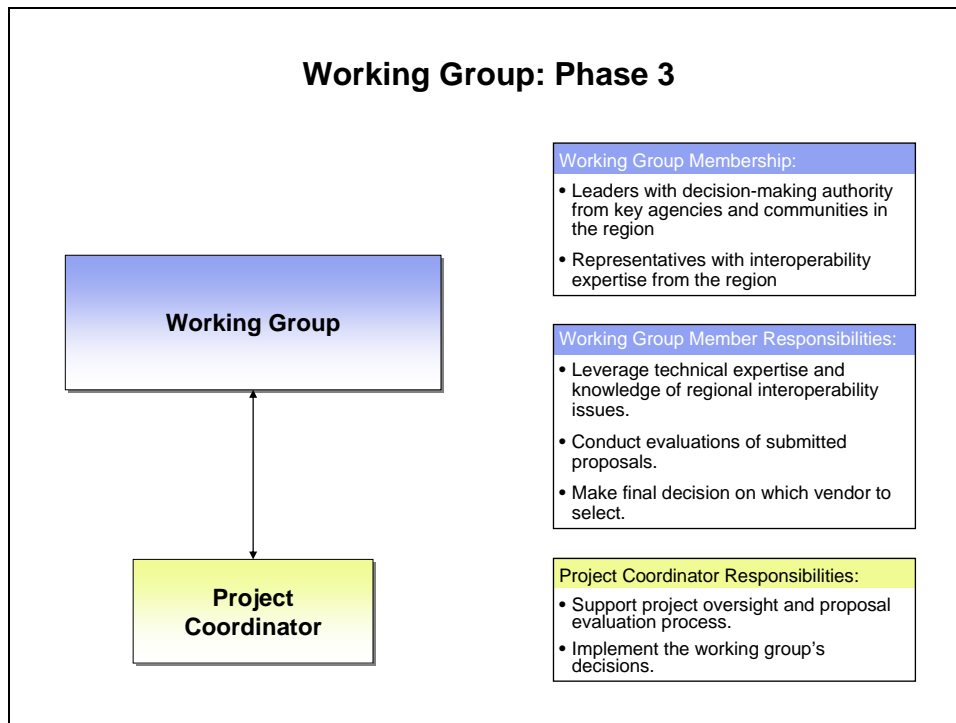 Working Group: Phase 3
Working Group
Project
Coordinator
Working Group Membership:
• Leaders with decision-making authority
from key agencies and communities in
the region
• Representatives with interoperability
expertise from the region
Working Group Member Responsibilities:
• Leverage technical expertise and
knowledge of regional interoperability
issues.
• Conduct evaluations of submitted
proposals.
• Make final decision on which vendor to
select.
Project Coordinator Responsibilities:
• Support project oversight and proposal
evaluation process.
• Implement the working group's
decisions.